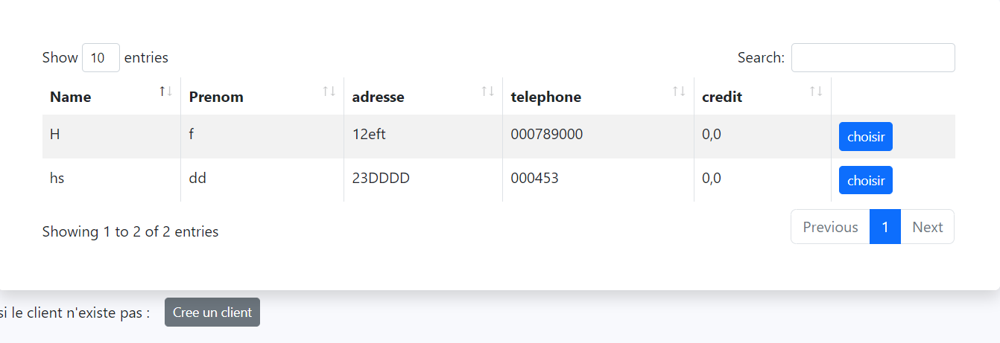 Show 10 entries Search:
Name Prenom adresse telephone credit
H f 12eft 000789000 0,0 choisir
hs dd 23DDDD 000453 0,0 choisir
Showing 1 to 2 of 2 entries Previous 1 Next
si le client n'existe pas : Cree un client